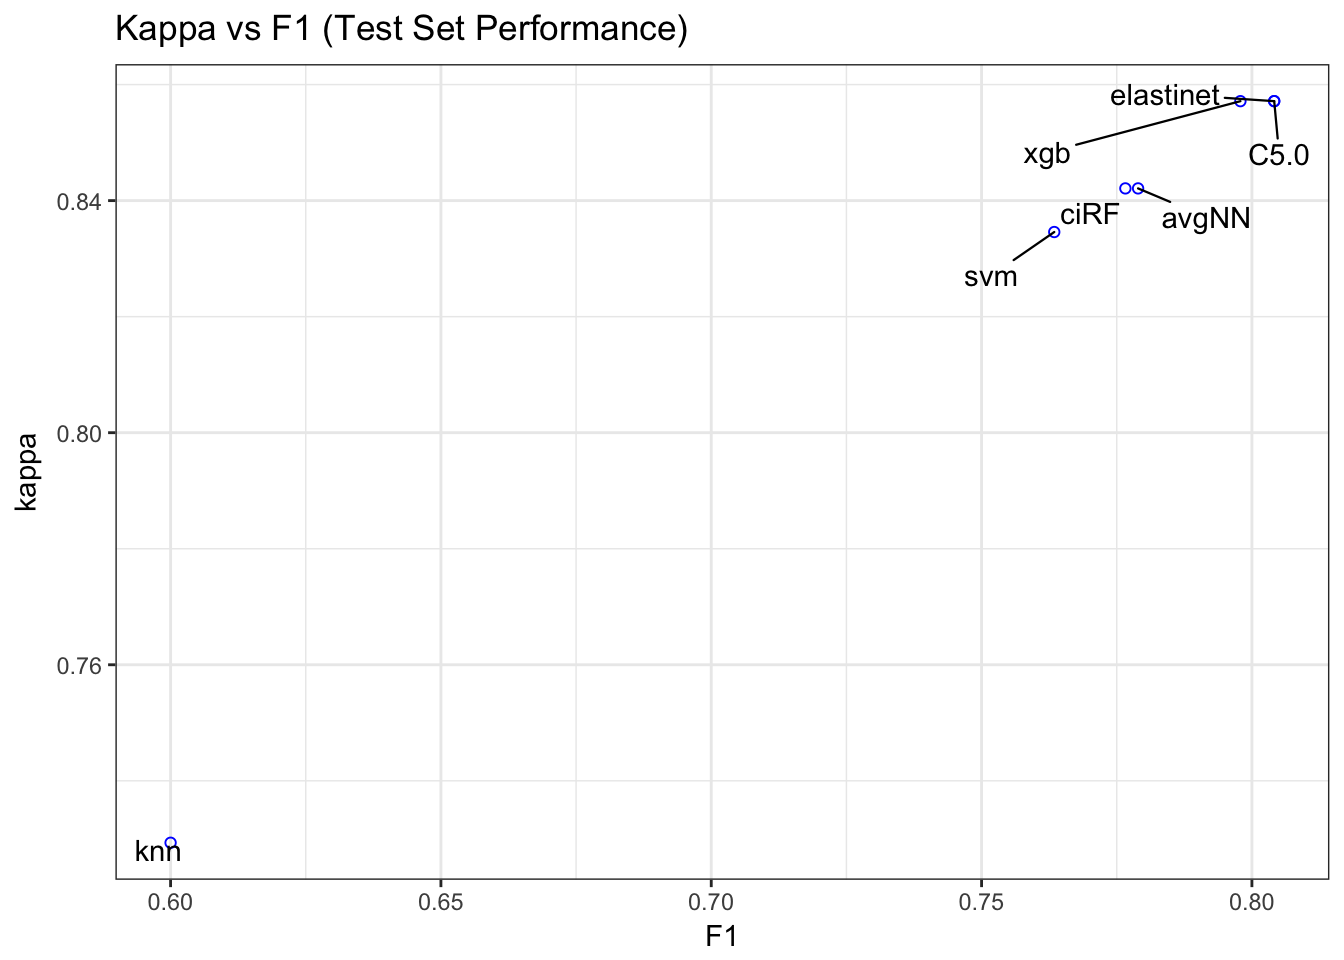 Kappa vs F1 (Test Set Performance)
elastinet
xgb
C5.0
ciRF
avgNN
svm
knn
0.84
0.80
0.76
kappa
0.60
0.65
0.70
0.75
0.80
F1